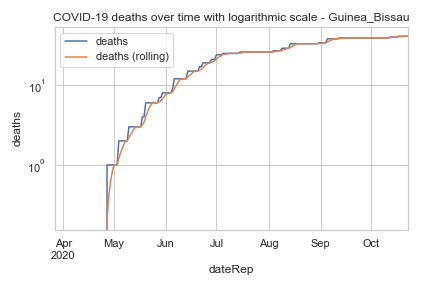 COVID-19 deaths over time with logarithmic scale - Guinea_Bissau
deaths
deaths (rolling)
10¹
10⁰
deaths
Apr
2020
May
Jun
Jul
Aug
Sep
Oct
dateRep